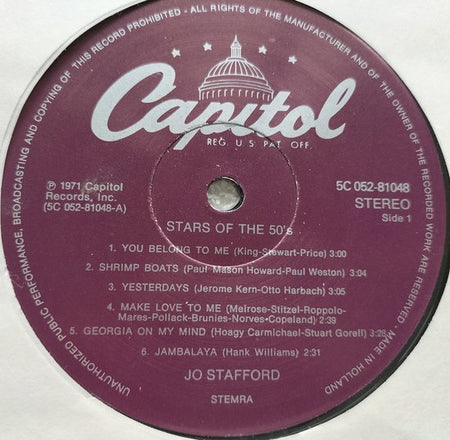 UNAUTHORIZED PUBLIC PERFORMANCE, BROADCASTING AND COPYING OF THIS RECORD PROHIBITED - ALL RIGHTS OF THE MANUFACTURER AND OF THE OWNER OF THE RECORDED WORK ARE RESERVED - MADE IN HOLLAND
Capitol
REG. U.S. PAT. OFF.
℗ 1971 Capitol
Records, Inc.
(5C 052-81048-A)
5C 052-81048
STEREO
Side 1
STARS OF THE 50's
1. YOU BELONG TO ME (King-Stewart-Price) 3:00
2. SHRIMP BOATS (Paul Mason Howard-Paul Weston) 3:04
3. YESTERDAYS (Jerome Kern-Otto Harbach) 3:05
4. MAKE LOVE TO ME (Melrose-Stitzel-Roppolo-
Mares-Pollack-Brunies-Norves-Copeland) 2:39
5. GEORGIA ON MY MIND (Hoagy Carmichael-Stuart Gorell) 3:28
6. JAMBALAYA (Hank Williams) 2:31
JO STAFFORD
STEMRA